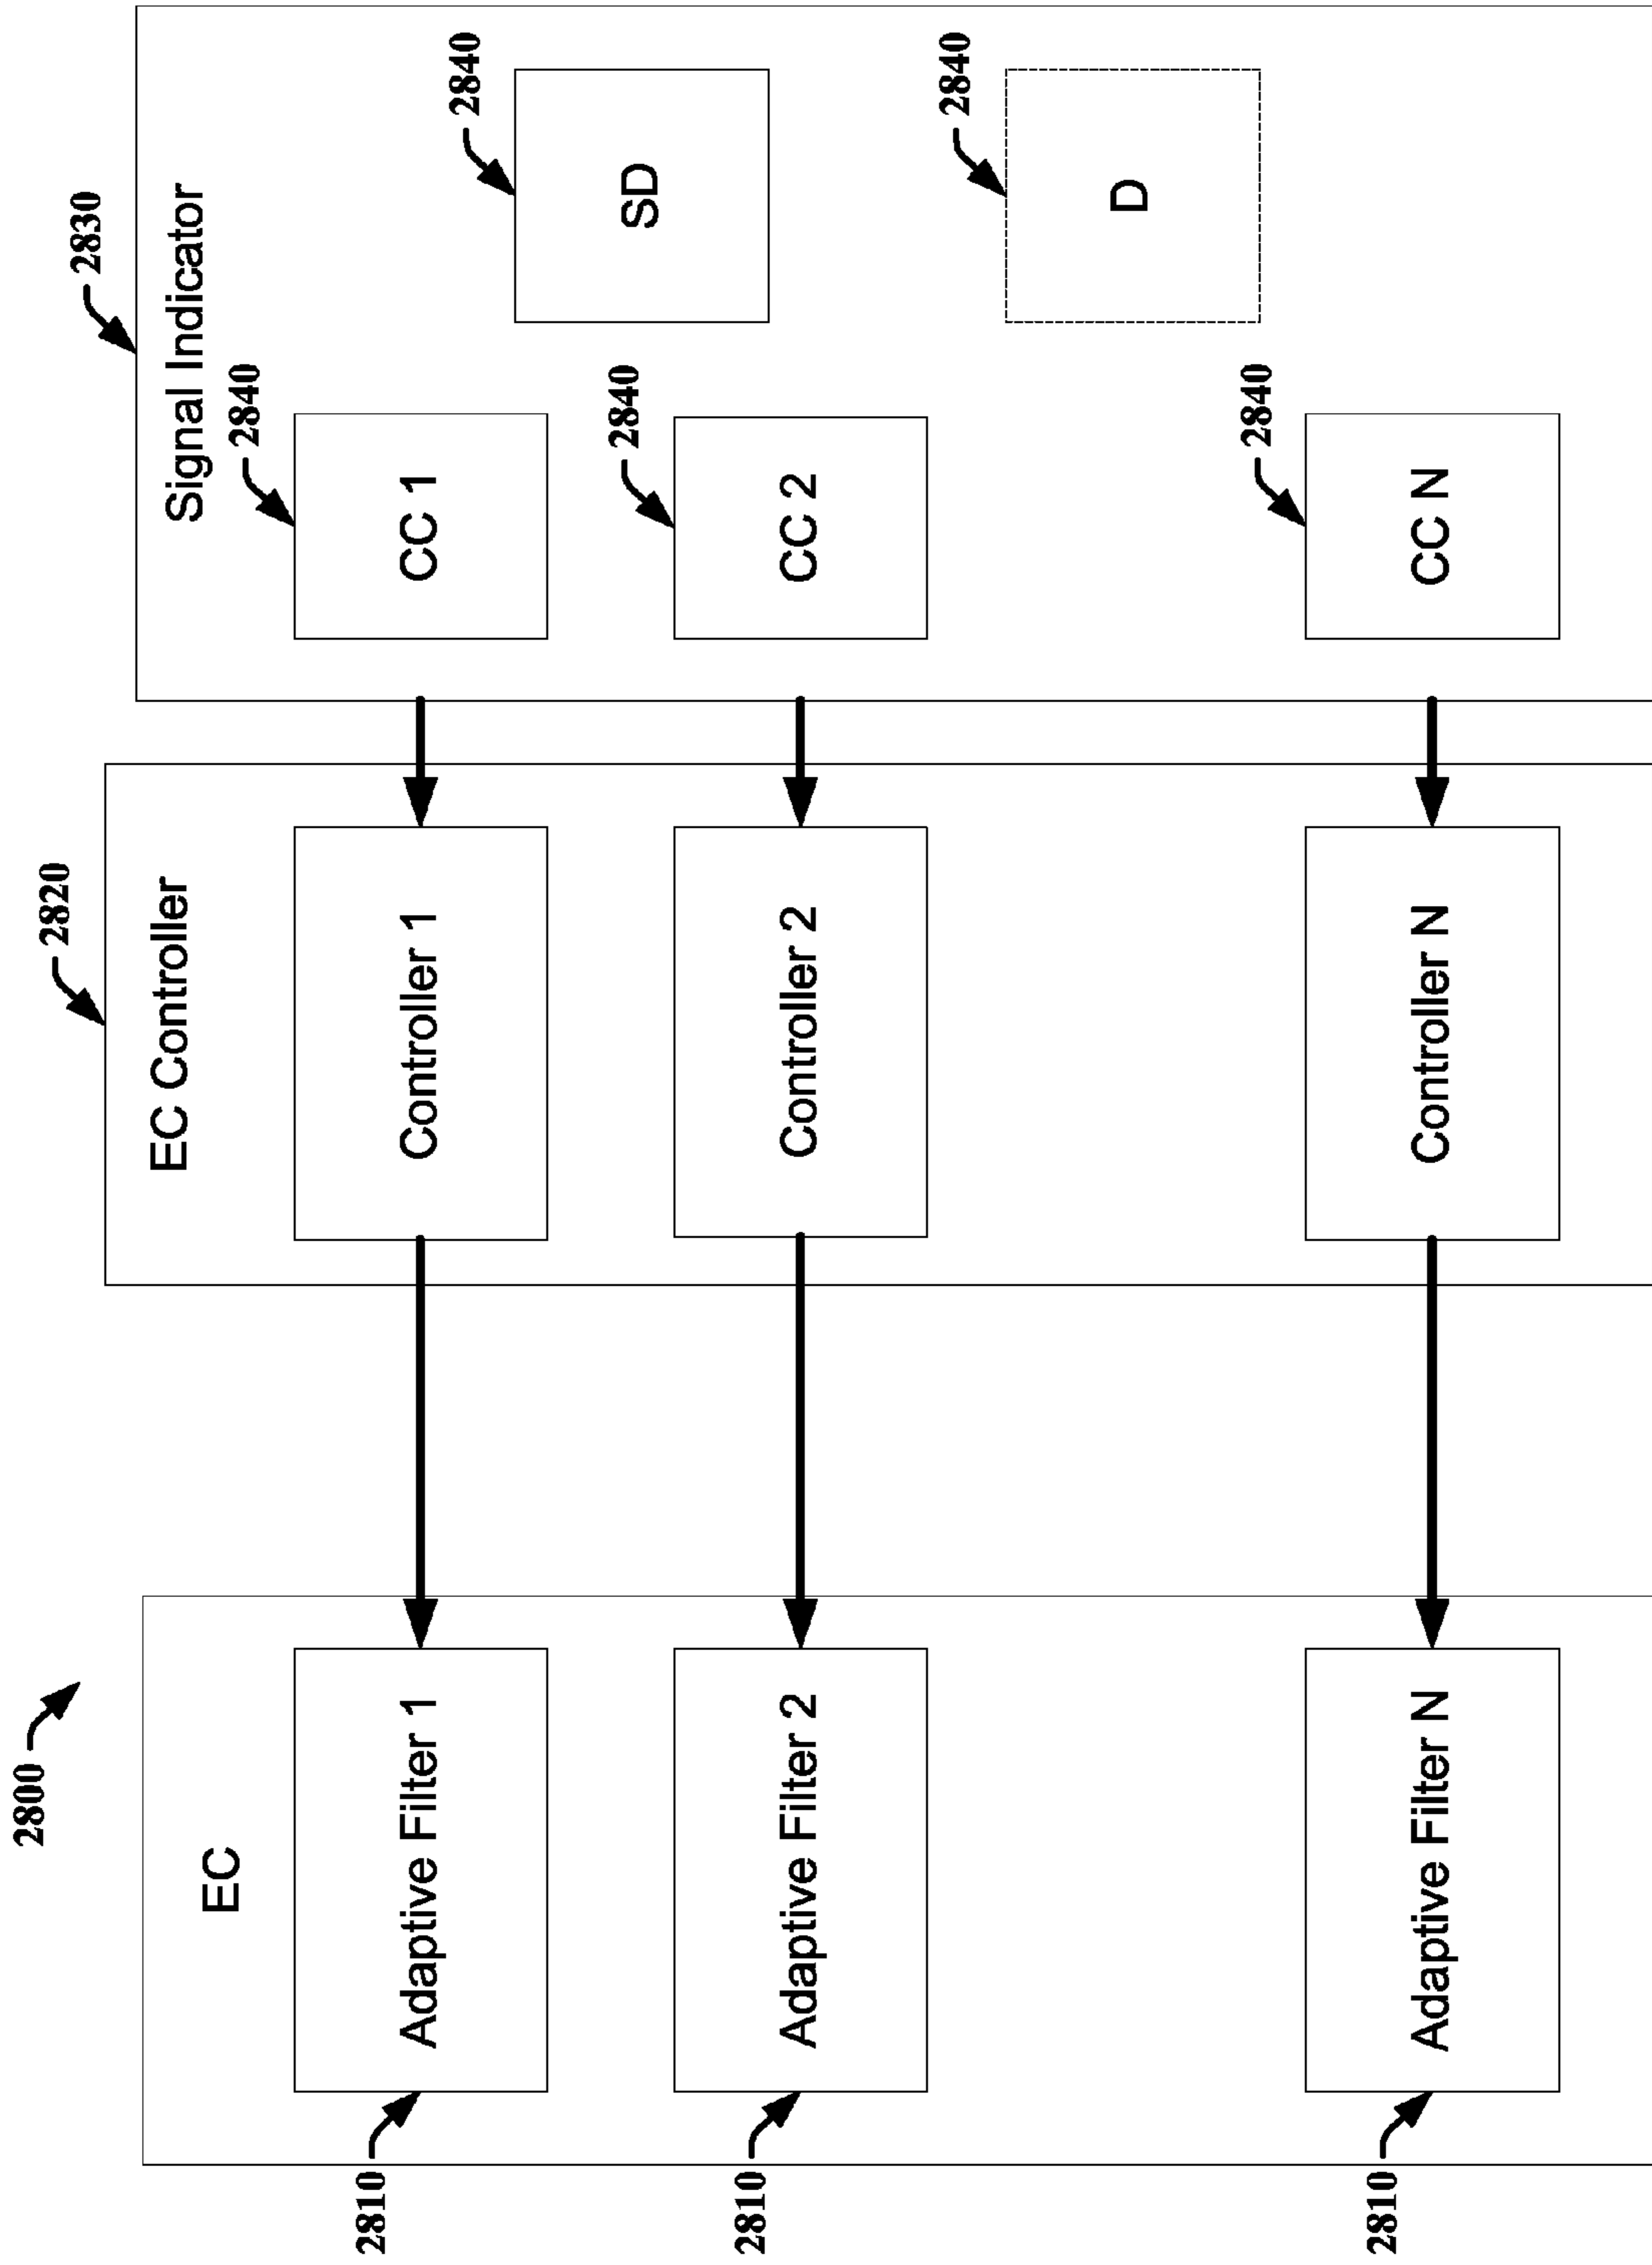 2800
EC
2810
Adaptive Filter 1
2810
Adaptive Filter 2
2810
Adaptive Filter N
2820
EC Controller
Controller 1
Controller 2
Controller N
2830
Signal Indicator
2840
CC 1
2840
CC 2
2840
CC N
2840
SD
2840
D